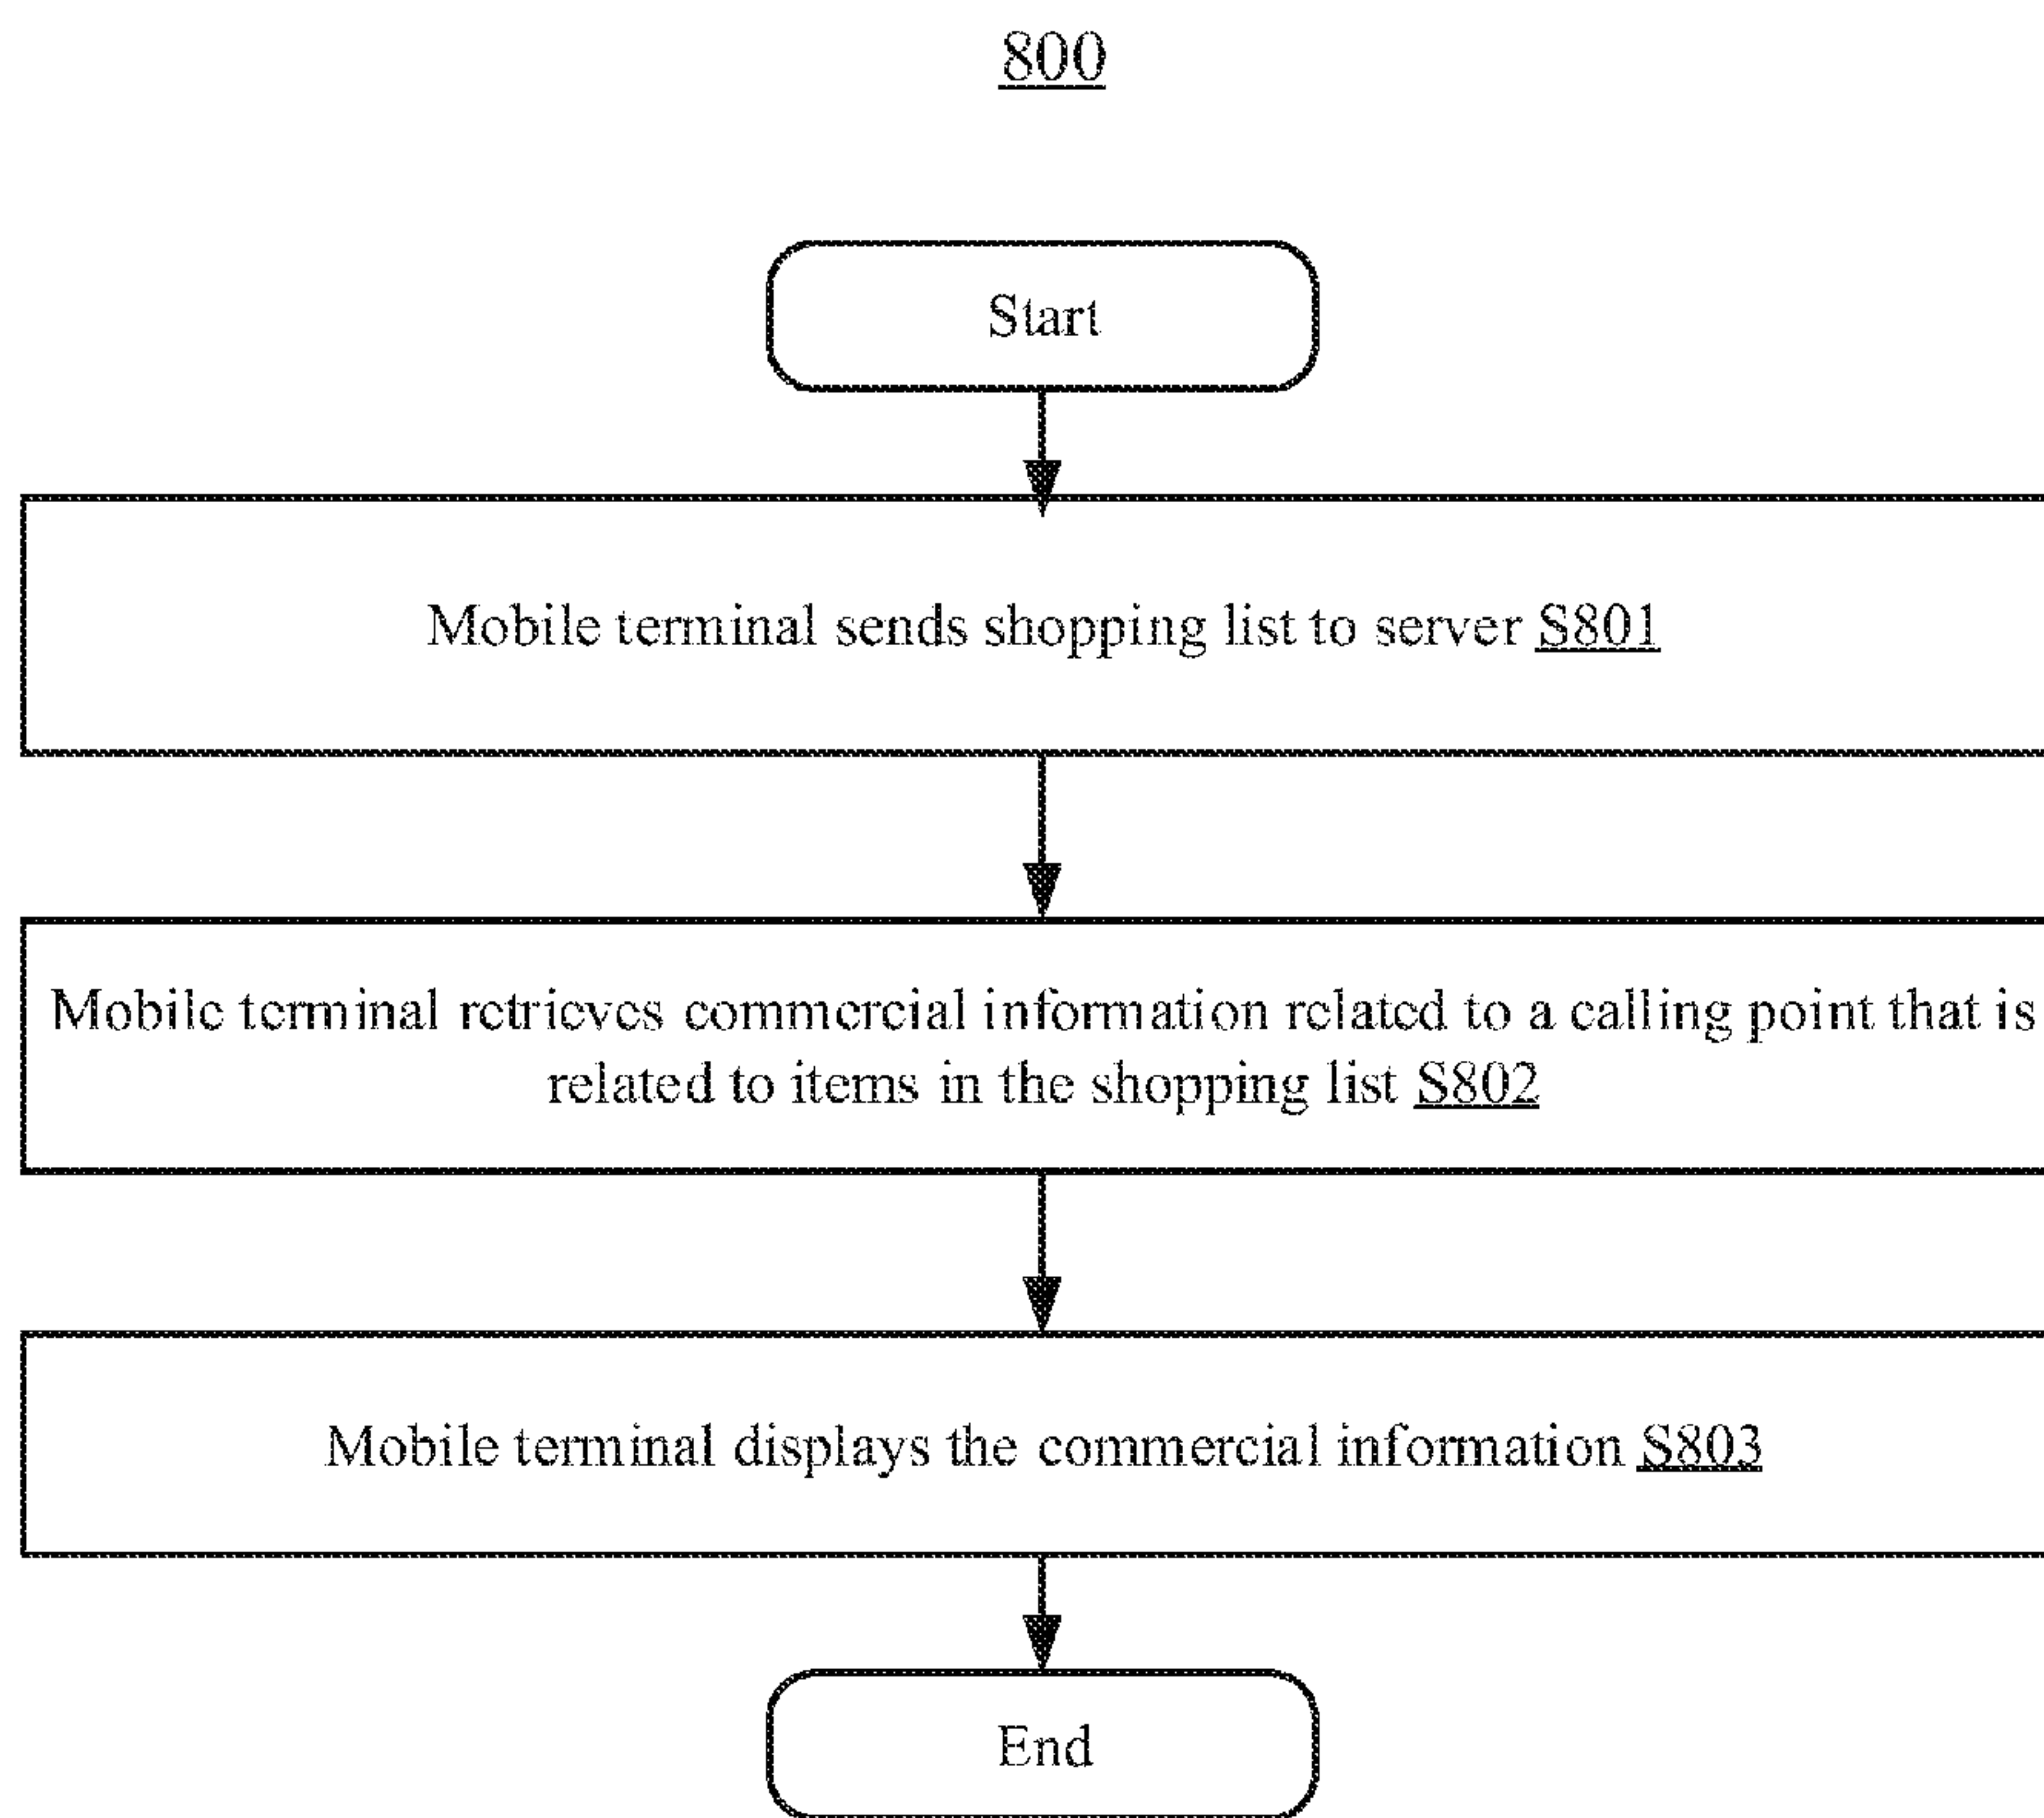 800
Start
Mobile terminal sends shopping list to server S801
Mobile terminal retrieves commercial information related to a calling point that is
related to items in the shopping list S802
Mobile terminal displays the commercial information S803
End